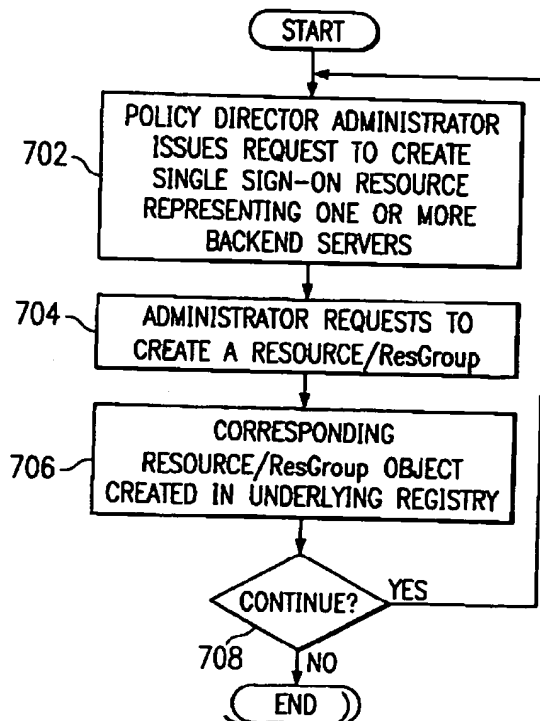 START
702
POLICY DIRECTOR ADMINISTRATOR
ISSUES REQUEST TO CREATE
SINGLE SIGN-ON RESOURCE
REPRESENTING ONE OR MORE
BACKEND SERVERS
704
ADMINISTRATOR REQUESTS TO
CREATE A RESOURCE/ResGroup
706
CORRESPONDING
RESOURCE/ResGroup OBJECT
CREATED IN UNDERLYING REGISTRY
CONTINUE?
YES
708
NO
END